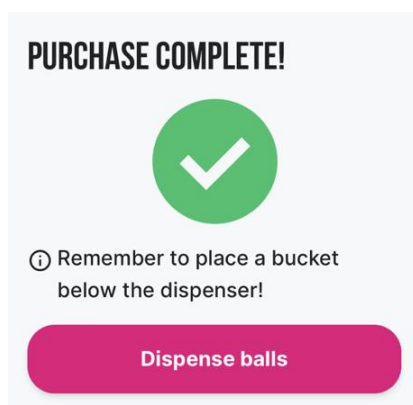 PURCHASE COMPLETE!
Remember to place a bucket
below the dispenser!
Dispense balls